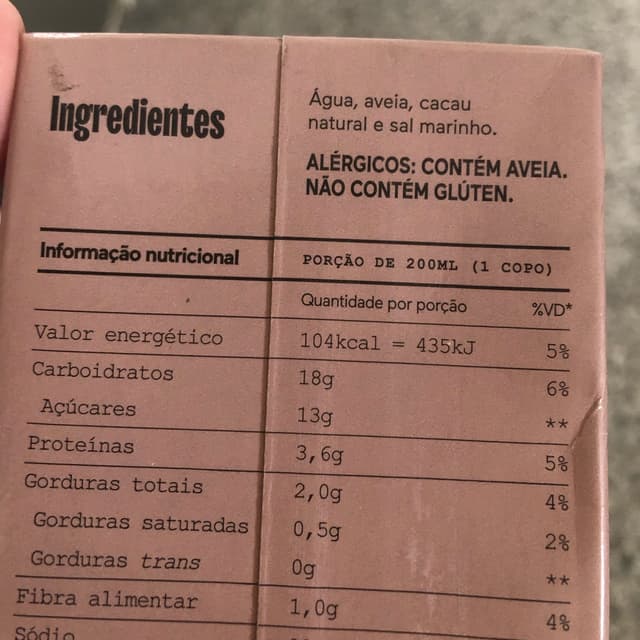 Ingredientes
Água, aveia, cacau
natural e sal marinho.
ALÉRGICOS: CONTÉM AVEIA.
NÃO CONTÉM GLÚTEN.
Informação nutricional PORÇÃO DE 200ML (1 COPO)
Quantidade por porção %VD*
Valor energético 104kcal = 435kJ 5%
Carboidratos 18g 6%
Açúcares 13g **
Proteínas 3,6g 5%
Gorduras totais 2,0g 4%
Gorduras saturadas 0,5g 2%
Gorduras trans 0g **
Fibra alimentar 1,0g 4%
Sódio